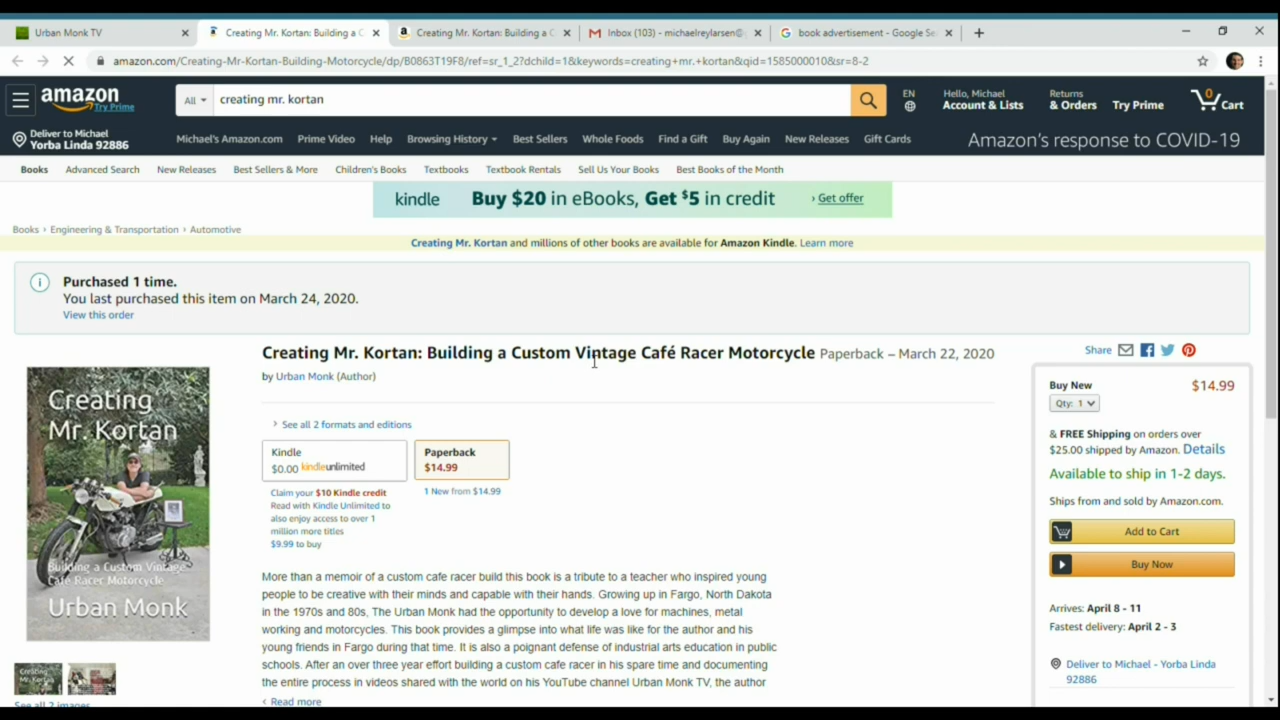 Urban Monk TV
Creating Mr. Kortan: Building a C
Creating Mr. Kortan: Building a C
Inbox (103) - michaelreylarsen@
book advertisement - Google Se
amazon.com/Creating-Mr-Kortan-Building-Motorcycle/dp/B0863T19F8/ref=sr_1_2?dchild=1&keywords=creating+mr.+kortan&qid=1585000010&sr=8-2
amazon
Try Prime
All
creating mr. kortan
EN
Hello, Michael
Account & Lists
Returns
& Orders
Try Prime
0
Cart
Deliver to Michael
Yorba Linda 92886
Michael's Amazon.com Prime Video Help Browsing History Best Sellers Whole Foods Find a Gift Buy Again New Releases Gift Cards
Amazon's response to COVID-19
Books Advanced Search New Releases Best Sellers & More Children's Books Textbooks Textbook Rentals Sell Us Your Books Best Books of the Month
kindle Buy $20 in eBooks, Get $5 in credit › Get offer
Books › Engineering & Transportation › Automotive
Creating Mr. Kortan and millions of other books are available for Amazon Kindle. Learn more
Purchased 1 time.
You last purchased this item on March 24, 2020.
View this order
Creating Mr. Kortan: Building a Custom Vintage Café Racer Motorcycle Paperback – March 22, 2020
by Urban Monk (Author)
› See all 2 formats and editions
Kindle
$0.00 kindleunlimited
Paperback
$14.99
Claim your $10 Kindle credit
Read with Kindle Unlimited to
also enjoy access to over 1
million more titles
$9.99 to buy
1 New from $14.99
More than a memoir of a custom cafe racer build this book is a tribute to a teacher who inspired young
people to be creative with their minds and capable with their hands. Growing up in Fargo, North Dakota
in the 1970s and 80s, The Urban Monk had the opportunity to develop a love for machines, metal
working and motorcycles. This book provides a glimpse into what life was like for the author and his
young friends in Fargo during that time. It is also a poignant defense of industrial arts education in public
schools. After an over three year effort building a custom cafe racer in his spare time and documenting
the entire process in videos shared with the world on his YouTube channel Urban Monk TV, the author
‹ Read more
Creating
Mr. Kortan
Building a Custom Vintage
Café Racer Motorcycle
Urban Monk
See all 2 images
Share
Buy New $14.99
Qty: 1
& FREE Shipping on orders over
$25.00 shipped by Amazon. Details
Available to ship in 1-2 days.
Ships from and sold by Amazon.com.
Add to Cart
Buy Now
Arrives: April 8 - 11
Fastest delivery: April 2 - 3
Deliver to Michael - Yorba Linda
92886